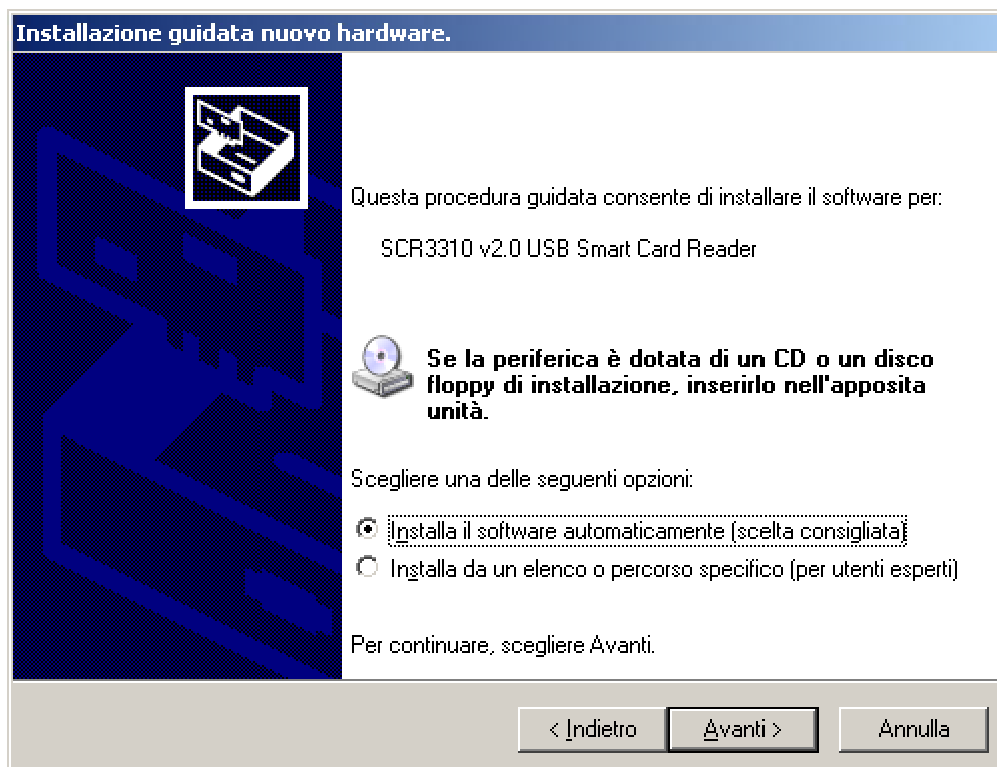 Installazione guidata nuovo hardware.
Questa procedura guidata consente di installare il software per:
SCR3310 v2.0 USB Smart Card Reader
Se la periferica è dotata di un CD o un disco
floppy di installazione, inserirlo nell'apposita
unità.
Scegliere una delle seguenti opzioni:
Installa il software automaticamente (scelta consigliata)
Installa da un elenco o percorso specifico (per utenti esperti)
Per continuare, scegliere Avanti.
< Indietro Avanti > Annulla